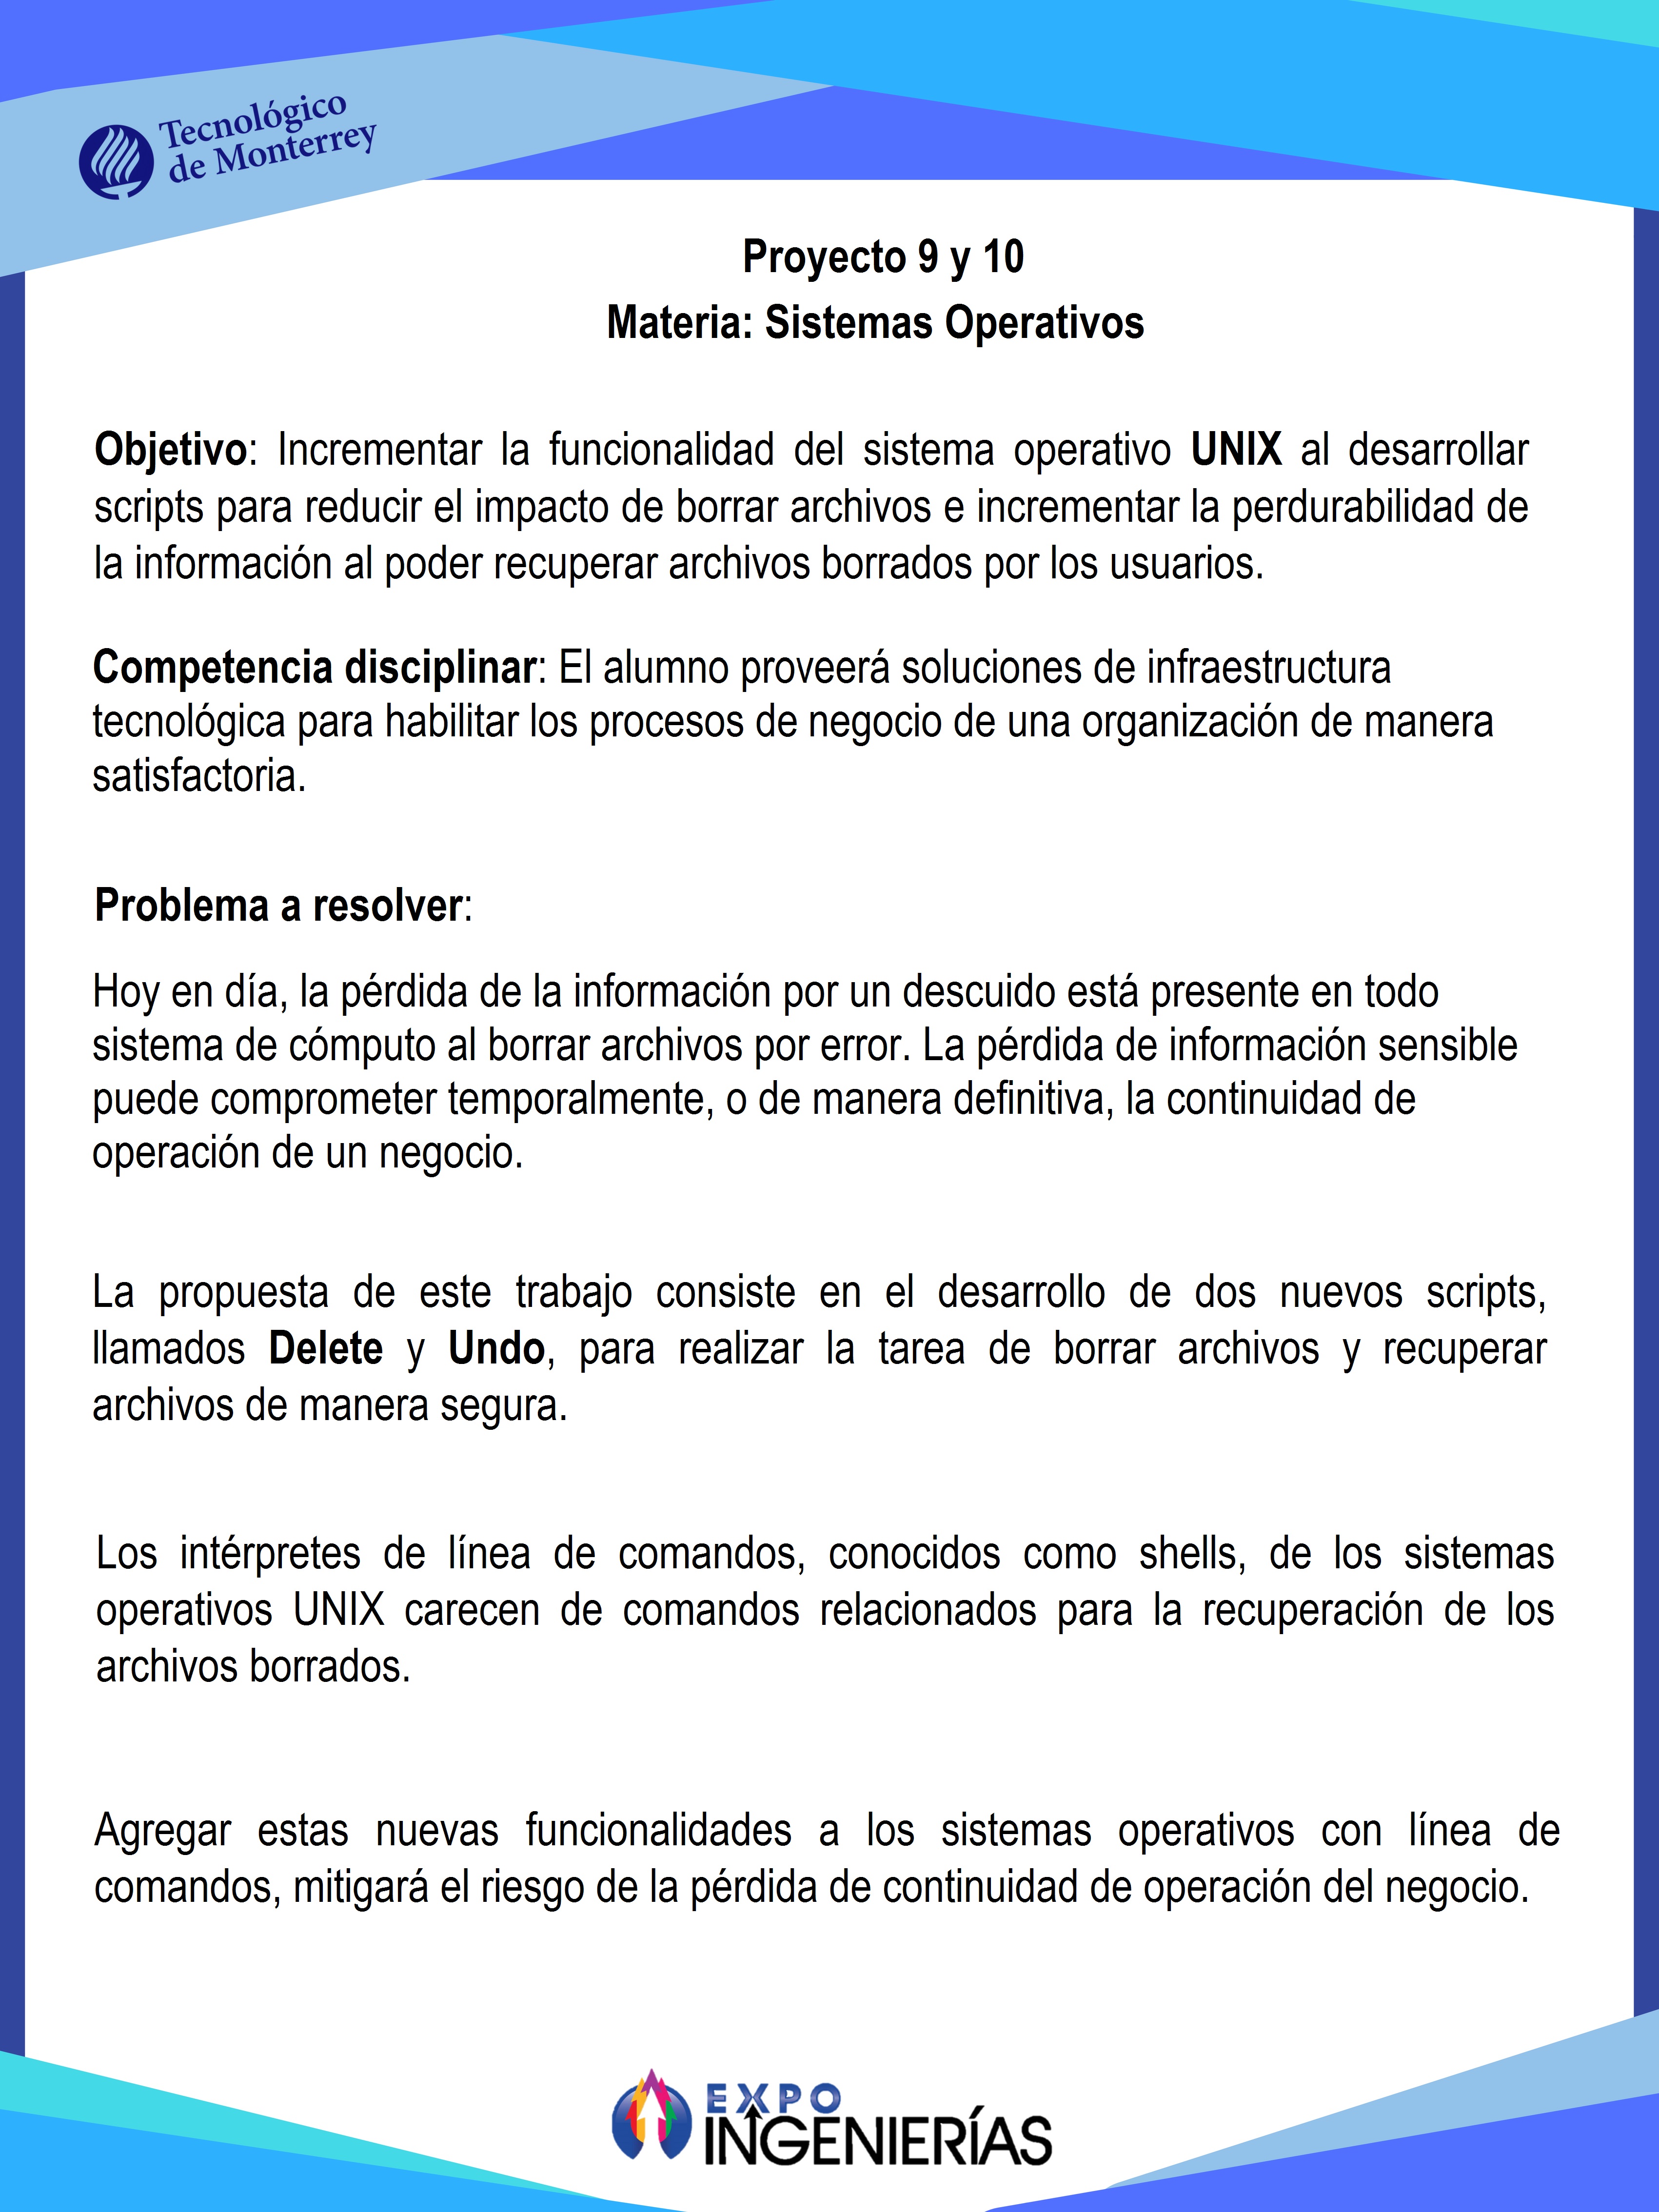 Tecnológico
de Monterrey
Proyecto 9 y 10
Materia: Sistemas Operativos
Objetivo: Incrementar la funcionalidad del sistema operativo UNIX al desarrollar
scripts para reducir el impacto de borrar archivos e incrementar la perdurabilidad de
la información al poder recuperar archivos borrados por los usuarios.
Competencia disciplinar: El alumno proveerá soluciones de infraestructura
tecnológica para habilitar los procesos de negocio de una organización de manera
satisfactoria.
Problema a resolver:
Hoy en día, la pérdida de la información por un descuido está presente en todo
sistema de cómputo al borrar archivos por error. La pérdida de información sensible
puede comprometer temporalmente, o de manera definitiva, la continuidad de
operación de un negocio.
La propuesta de este trabajo consiste en el desarrollo de dos nuevos scripts,
llamados Delete y Undo, para realizar la tarea de borrar archivos y recuperar
archivos de manera segura.
Los intérpretes de línea de comandos, conocidos como shells, de los sistemas
operativos UNIX carecen de comandos relacionados para la recuperación de los
archivos borrados.
Agregar estas nuevas funcionalidades a los sistemas operativos con línea de
comandos, mitigará el riesgo de la pérdida de continuidad de operación del negocio.
EXPO
INGENIERÍAS